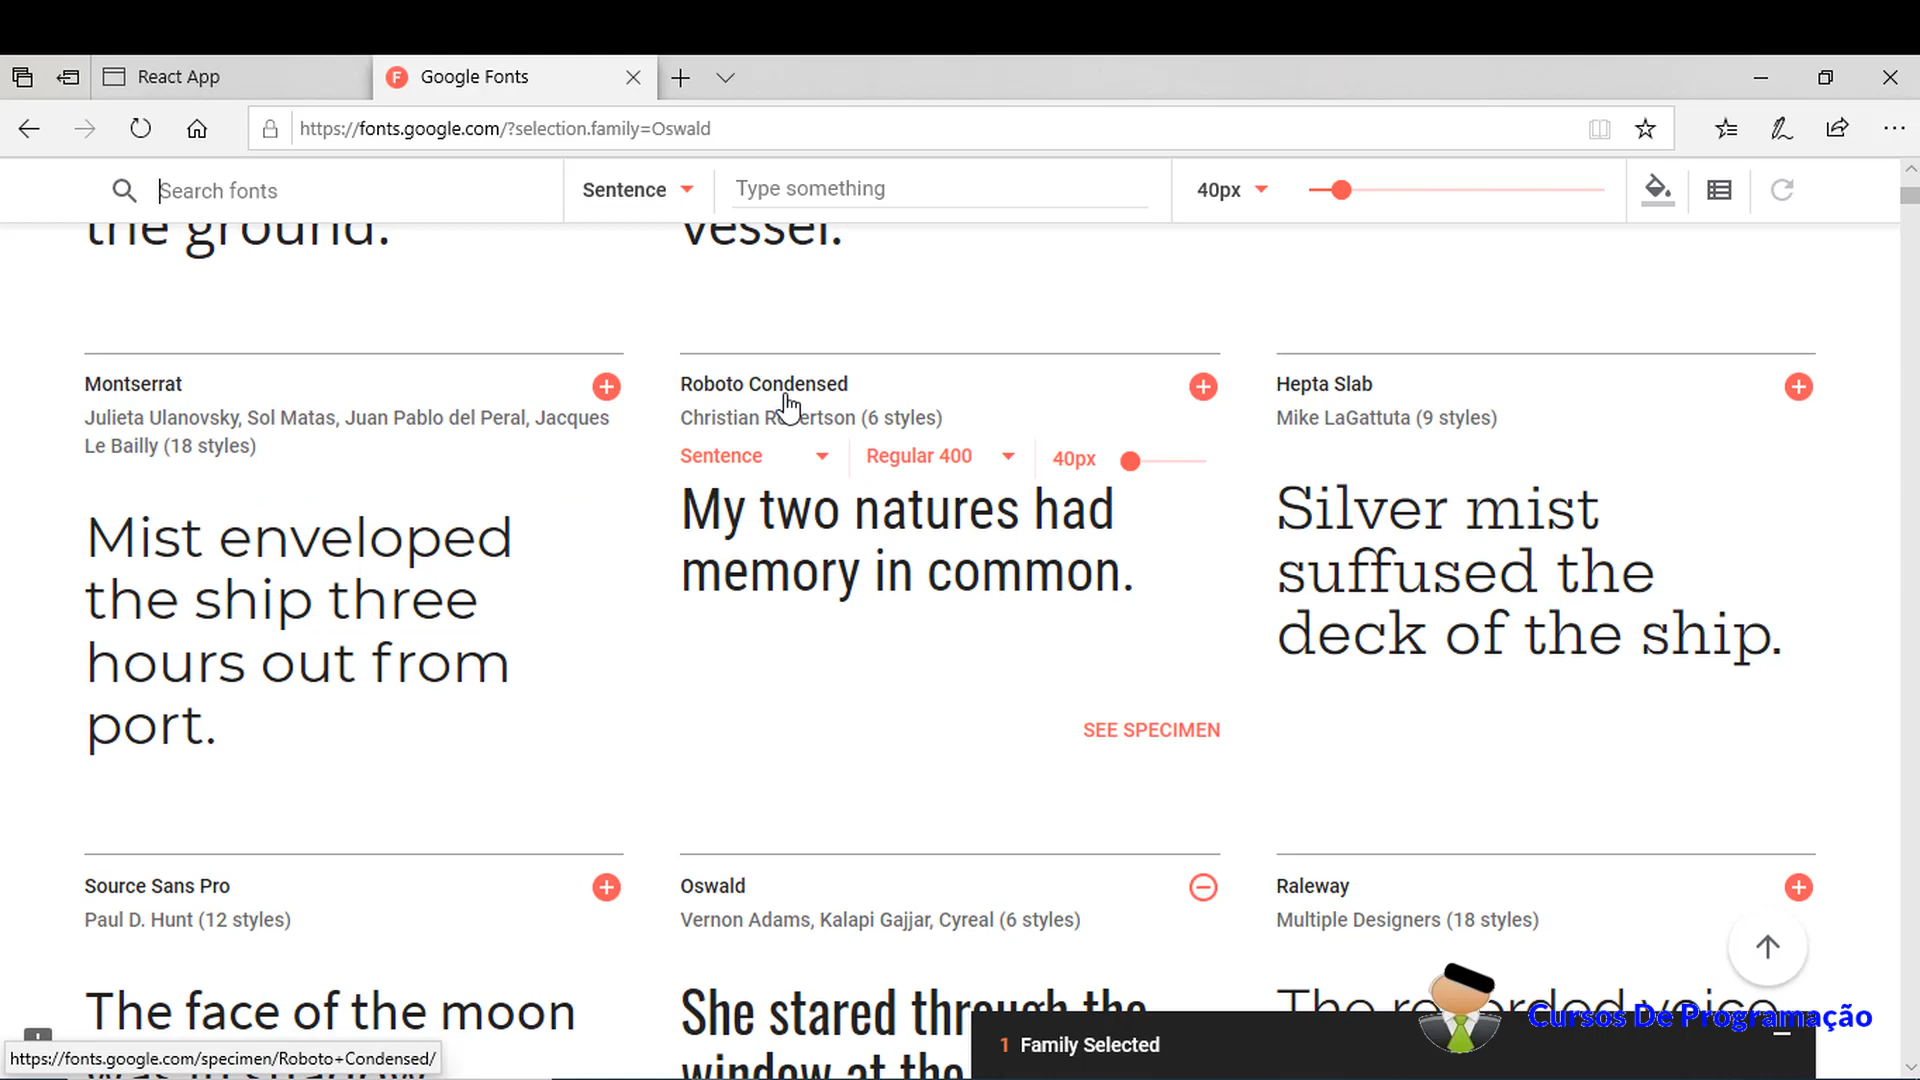 React App
Google Fonts
https://fonts.google.com/?selection.family=Oswald
Search fonts
Sentence
Type something
40px
the ground.
vessel.
Montserrat
Julieta Ulanovsky, Sol Matas, Juan Pablo del Peral, Jacques
Le Bailly (18 styles)
Mist enveloped
the ship three
hours out from
port.
Roboto Condensed
Christian Robertson (6 styles)
Sentence
Regular 400
40px
My two natures had
memory in common.
SEE SPECIMEN
Hepta Slab
Mike LaGattuta (9 styles)
Silver mist
suffused the
deck of the ship.
Source Sans Pro
Paul D. Hunt (12 styles)
The face of the moon
was in shadow.
Oswald
Vernon Adams, Kalapi Gajjar, Cyreal (6 styles)
She stared through the
window at the
Raleway
Multiple Designers (18 styles)
The recorded voice
1 Family Selected
Cursos De Programação
https://fonts.google.com/specimen/Roboto+Condensed/